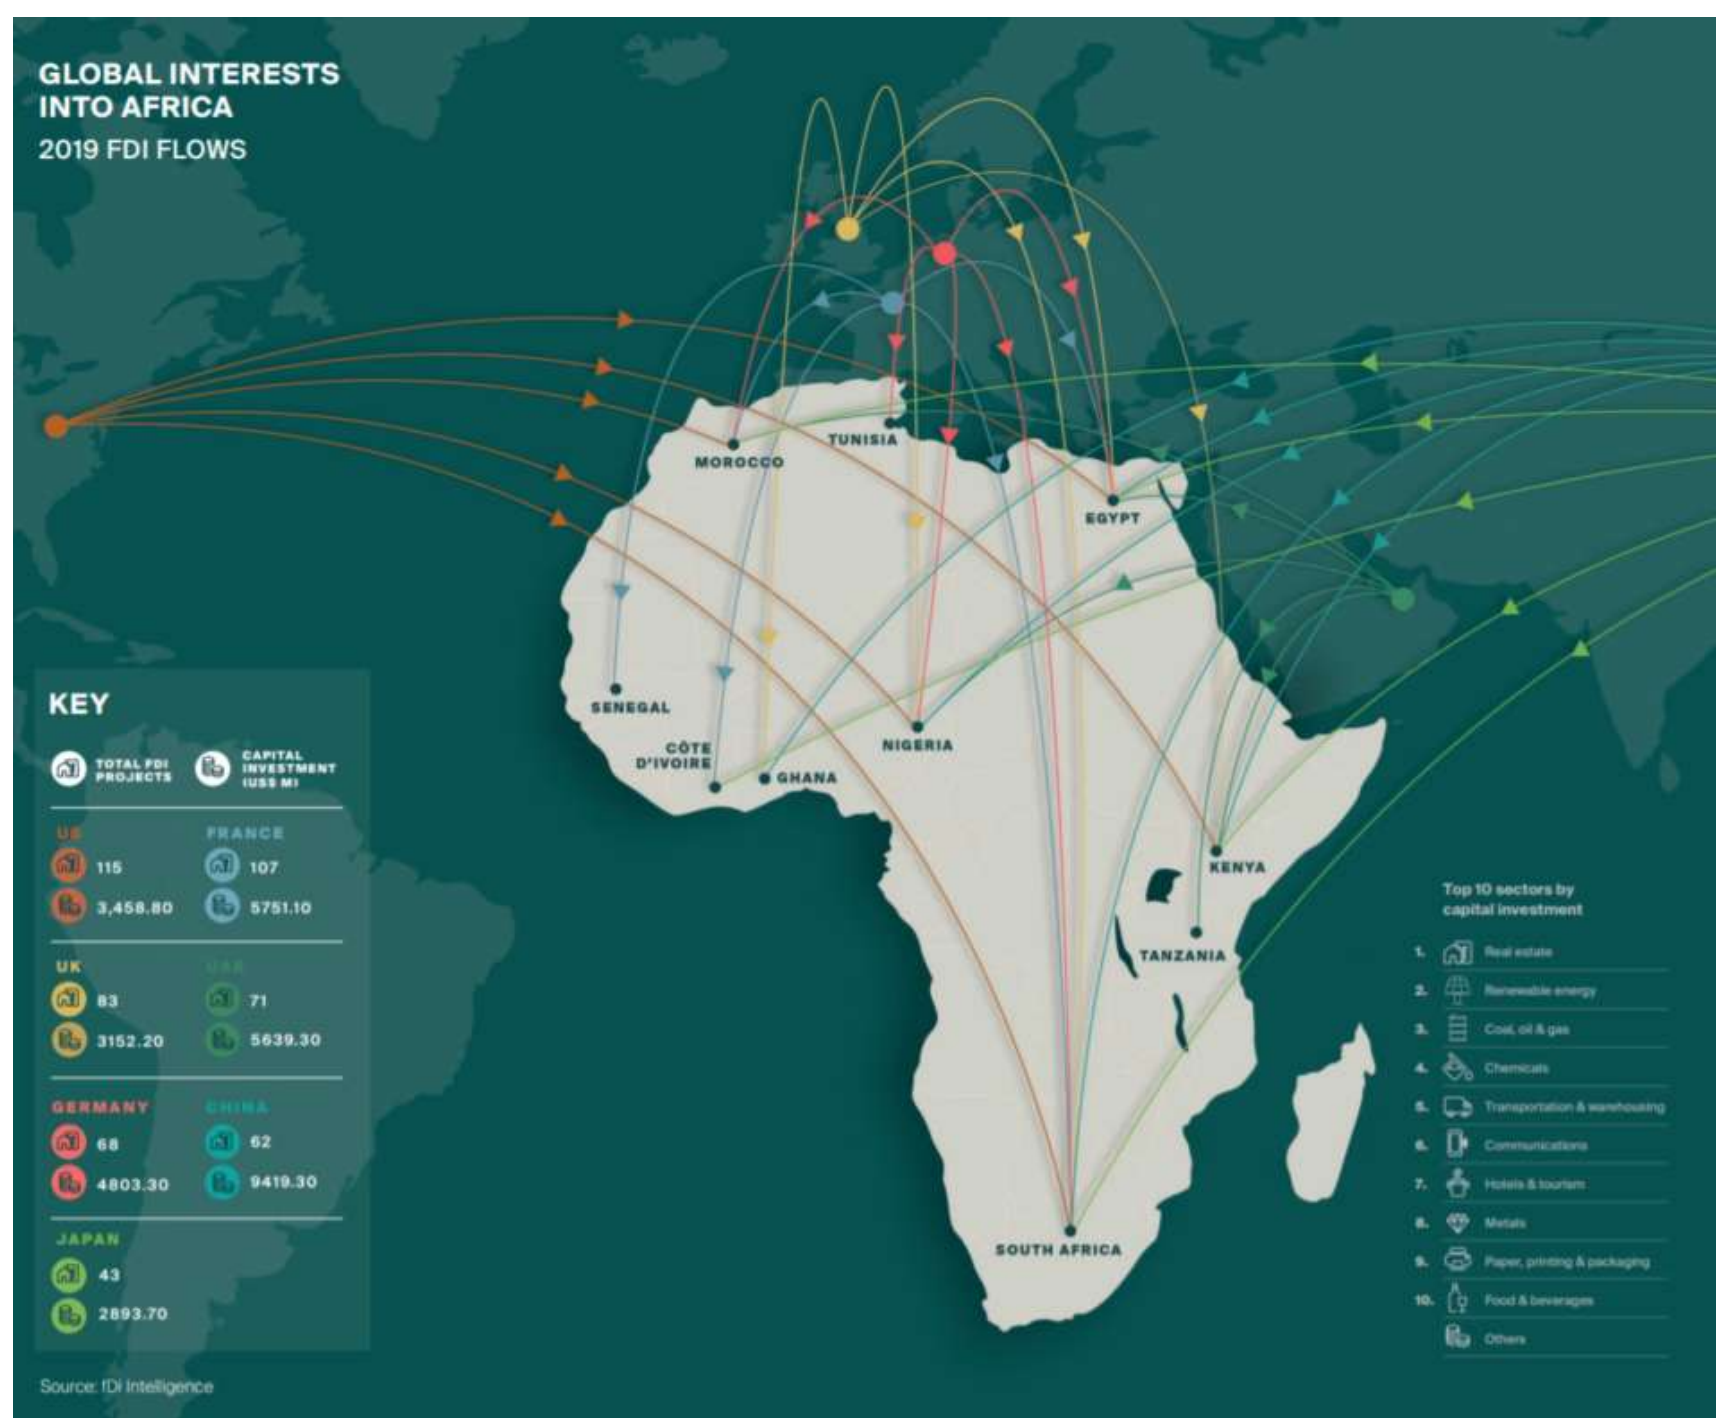 GLOBAL INTERESTS
INTO AFRICA
2019 FDI FLOWS
TUNISIA
MOROCCO
EGYPT
SENEGAL
CÔTE
D'IVOIRE
NIGERIA
GHANA
KENYA
TANZANIA
SOUTH AFRICA
KEY
TOTAL FDI
PROJECTS
CAPITAL
INVESTMENT
(US$ M)
US
115
3,458.80
FRANCE
107
5751.10
UK
83
3152.20
UAE
71
5639.30
GERMANY
68
4803.30
CHINA
62
9419.30
JAPAN
43
2893.70
Top 10 sectors by
capital investment
1. Real estate
2. Renewable energy
3. Coal, oil & gas
4. Chemicals
5. Transportation & warehousing
6. Communications
7. Hotels & tourism
8. Metals
9. Paper, printing & packaging
10. Food & beverages
Others
Source: fDi Intelligence